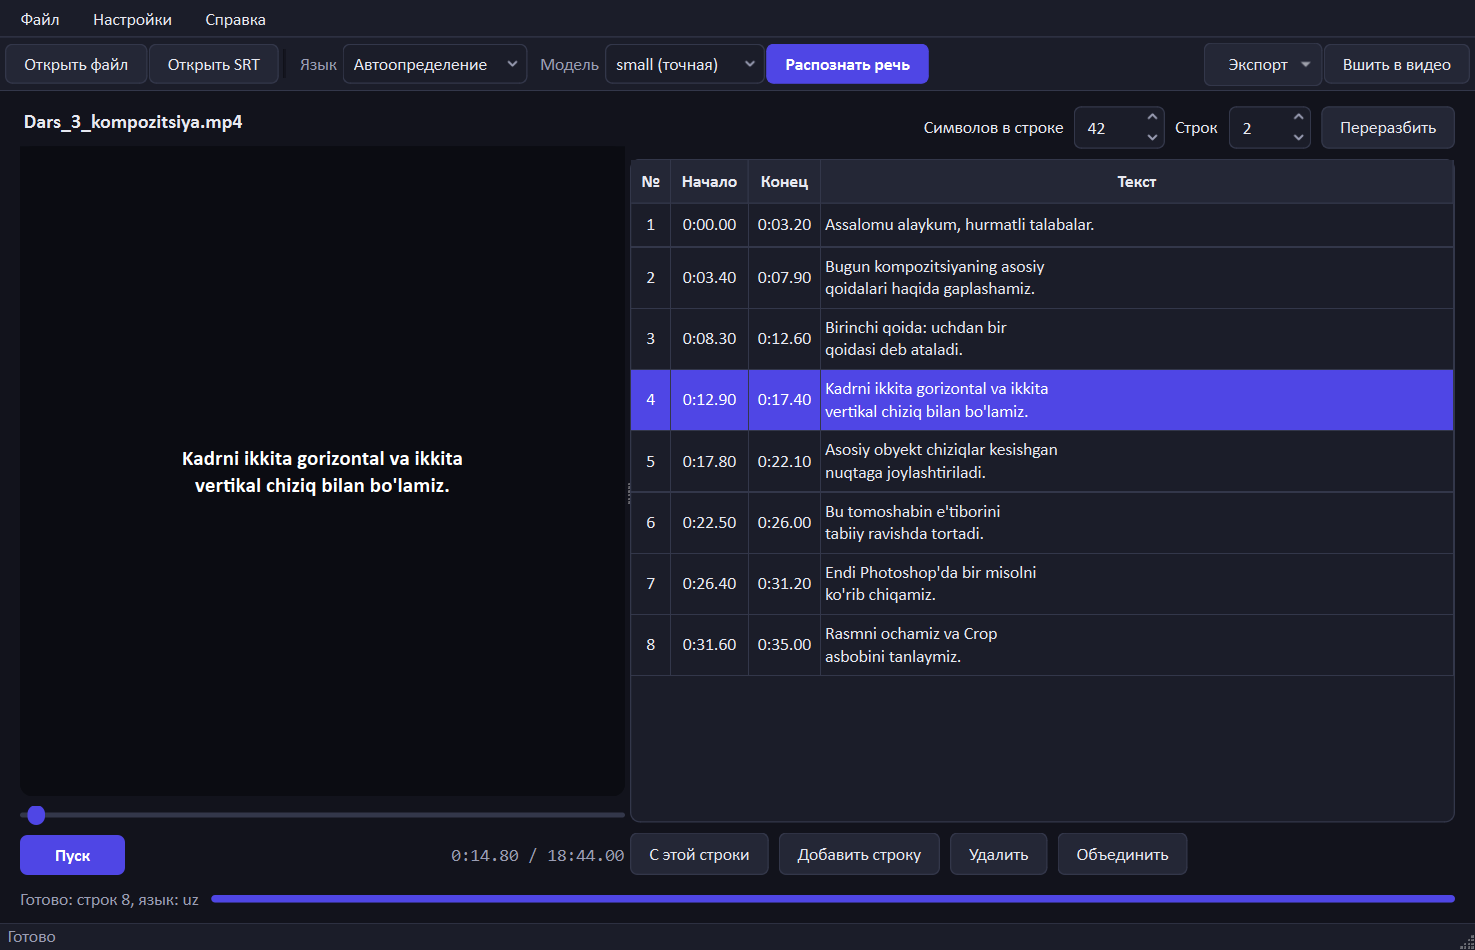 Файл Настройки Справка
Открыть файл Открыть SRT Язык Автоопределение Модель small (точная) Распознать речь Экспорт Вшить в видео
Dars_3_kompozitsiya.mp4
Символов в строке 42 Строк 2 Переразбить
Kadrni ikkita gorizontal va ikkita
vertikal chiziq bilan bo'lamiz.
№ Начало Конец Текст
1 0:00.00 0:03.20 Assalomu alaykum, hurmatli talabalar.
2 0:03.40 0:07.90 Bugun kompozitsiyaning asosiy
qoidalari haqida gaplashamiz.
3 0:08.30 0:12.60 Birinchi qoida: uchdan bir
qoidasi deb ataladi.
4 0:12.90 0:17.40 Kadrni ikkita gorizontal va ikkita
vertikal chiziq bilan bo'lamiz.
5 0:17.80 0:22.10 Asosiy obyekt chiziqlar kesishgan
nuqtaga joylashtiriladi.
6 0:22.50 0:26.00 Bu tomoshabin e'tiborini
tabiiy ravishda tortadi.
7 0:26.40 0:31.20 Endi Photoshop'da bir misolni
ko'rib chiqamiz.
8 0:31.60 0:35.00 Rasmni ochamiz va Crop
asbobini tanlaymiz.
Пуск 0:14.80 / 18:44.00
С этой строки Добавить строку Удалить Объединить
Готово: строк 8, язык: uz
Готово